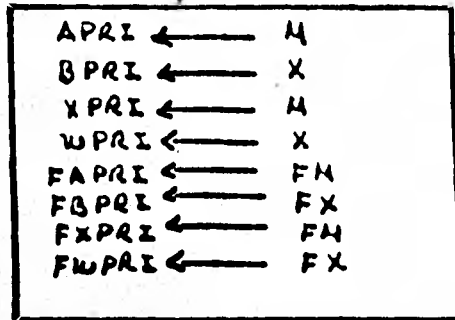 APRI ← M
BPRI ← X
XPRI ← M
WPRI ← X
FAPRI ← FM
FBPRI ← FX
FXPRI ← FM
FWPRI ← FX